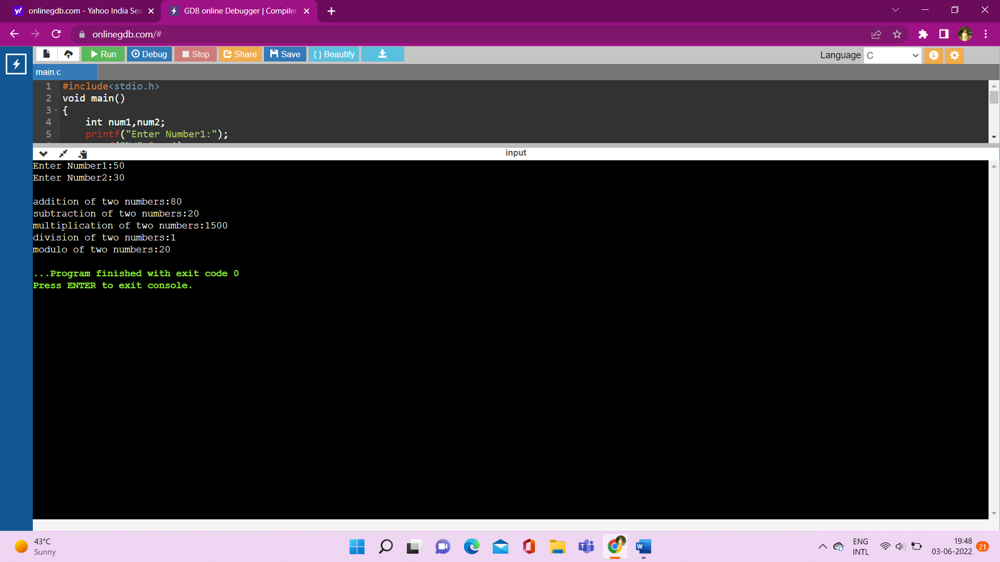 onlinegdb.com - Yahoo India Sea
GDB online Debugger | Compiler
onlinegdb.com/#
Run Debug Stop Share Save { } Beautify
Language C
main.c
1 #include<stdio.h>
2 void main()
3 {
4 int num1,num2;
5 printf("Enter Number1:");
input
Enter Number1:50
Enter Number2:30
addition of two numbers:80
subtraction of two numbers:20
multiplication of two numbers:1500
division of two numbers:1
modulo of two numbers:20
...Program finished with exit code 0
Press ENTER to exit console.
43°C
Sunny
ENG
INTL
19:48
03-06-2022
21